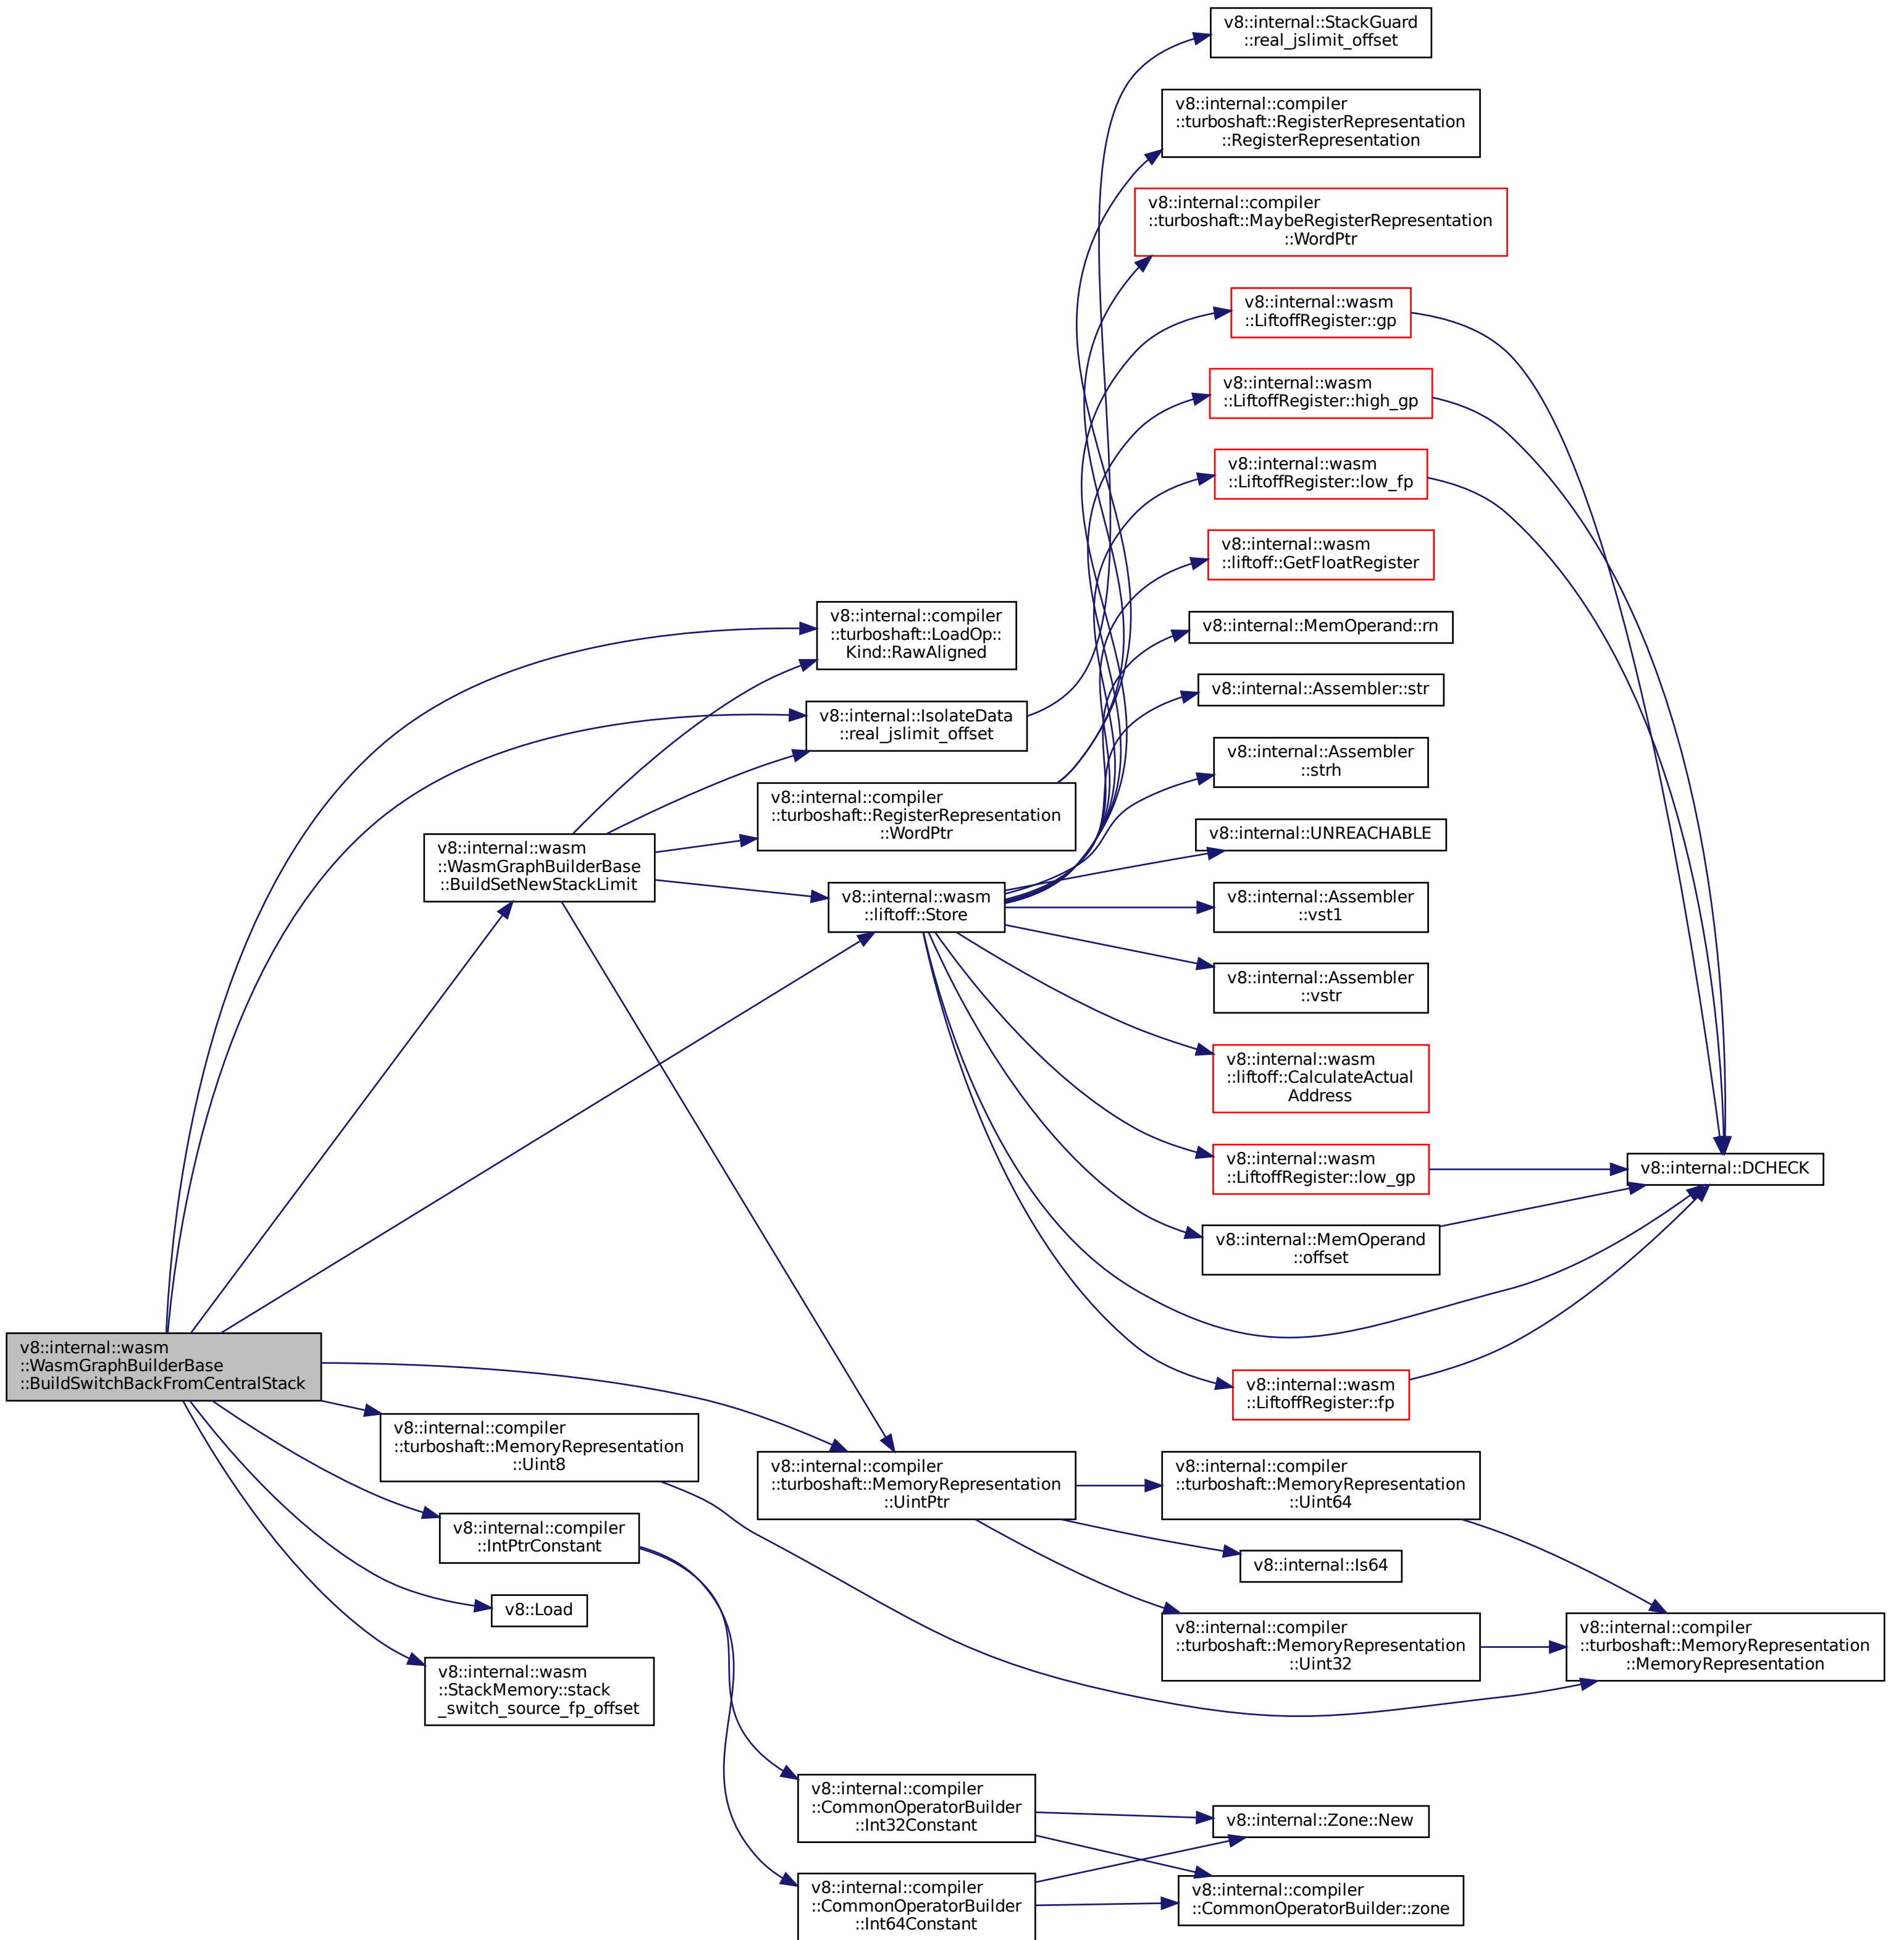 v8::internal::StackGuard
::real_jslimit_offset
v8::internal::compiler
::turboshaft::RegisterRepresentation
::RegisterRepresentation
v8::internal::compiler
::turboshaft::MaybeRegisterRepresentation
::WordPtr
v8::internal::wasm
::LiftoffRegister::gp
v8::internal::wasm
::LiftoffRegister::high_gp
v8::internal::wasm
::LiftoffRegister::low_fp
v8::internal::wasm
::liftoff::GetFloatRegister
v8::internal::MemOperand::rn
v8::internal::compiler
::turboshaft::LoadOp::
Kind::RawAligned
v8::internal::Assembler::str
v8::internal::IsolateData
::real_jslimit_offset
v8::internal::Assembler
::strh
v8::internal::compiler
::turboshaft::RegisterRepresentation
::WordPtr
v8::internal::UNREACHABLE
v8::internal::wasm
::WasmGraphBuilderBase
::BuildSetNewStackLimit
v8::internal::wasm
::liftoff::Store
v8::internal::Assembler
::vst1
v8::internal::Assembler
::vstr
v8::internal::wasm
::liftoff::CalculateActual
Address
v8::internal::wasm
::LiftoffRegister::low_gp
v8::internal::DCHECK
v8::internal::MemOperand
::offset
v8::internal::wasm
::WasmGraphBuilderBase
::BuildSwitchBackFromCentralStack
v8::internal::wasm
::LiftoffRegister::fp
v8::internal::compiler
::turboshaft::MemoryRepresentation
::Uint8
v8::internal::compiler
::turboshaft::MemoryRepresentation
::UintPtr
v8::internal::compiler
::turboshaft::MemoryRepresentation
::Uint64
v8::internal::compiler
::IntPtrConstant
v8::internal::Is64
v8::Load
v8::internal::compiler
::turboshaft::MemoryRepresentation
::Uint32
v8::internal::compiler
::turboshaft::MemoryRepresentation
::MemoryRepresentation
v8::internal::wasm
::StackMemory::stack
_switch_source_fp_offset
v8::internal::compiler
::CommonOperatorBuilder
::Int32Constant
v8::internal::Zone::New
v8::internal::compiler
::CommonOperatorBuilder
::Int64Constant
v8::internal::compiler
::CommonOperatorBuilder::zone